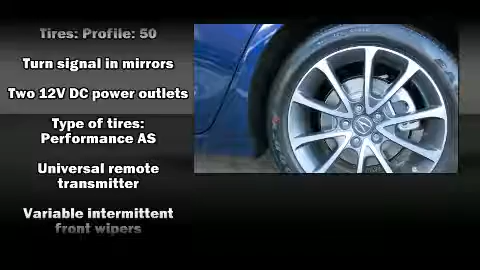 Tires: Profile: 50
Turn signal in mirrors
Two 12V DC power outlets
Type of tires:
Performance AS
Universal remote
transmitter
Variable intermittent
front wipers